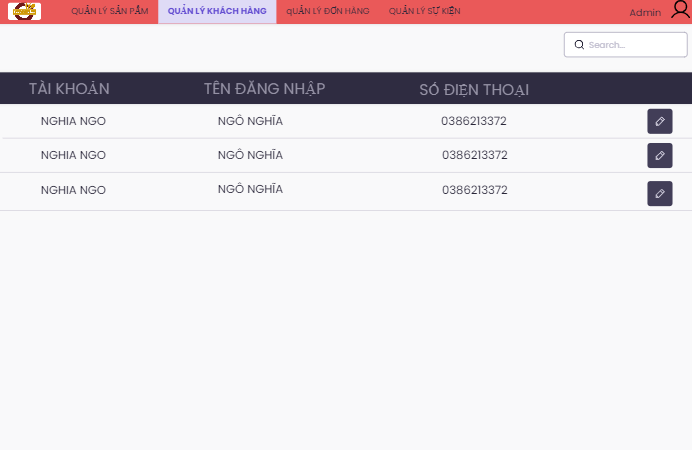 QUẢN LÝ SẢN PẨM QUẢN LÝ KHÁCH HÀNG qUẢN LÝ ĐƠN HÀNG QUẢN LÝ SỰ KIỆN Admin
Search...
TÀI KHOẢN TÊN ĐĂNG NHẬP SỐ ĐIỆN THOẠI
NGHIA NGO NGÔ NGHĨA 0386213372
NGHIA NGO NGÔ NGHĨA 0386213372
NGHIA NGO NGÔ NGHĨA 0386213372